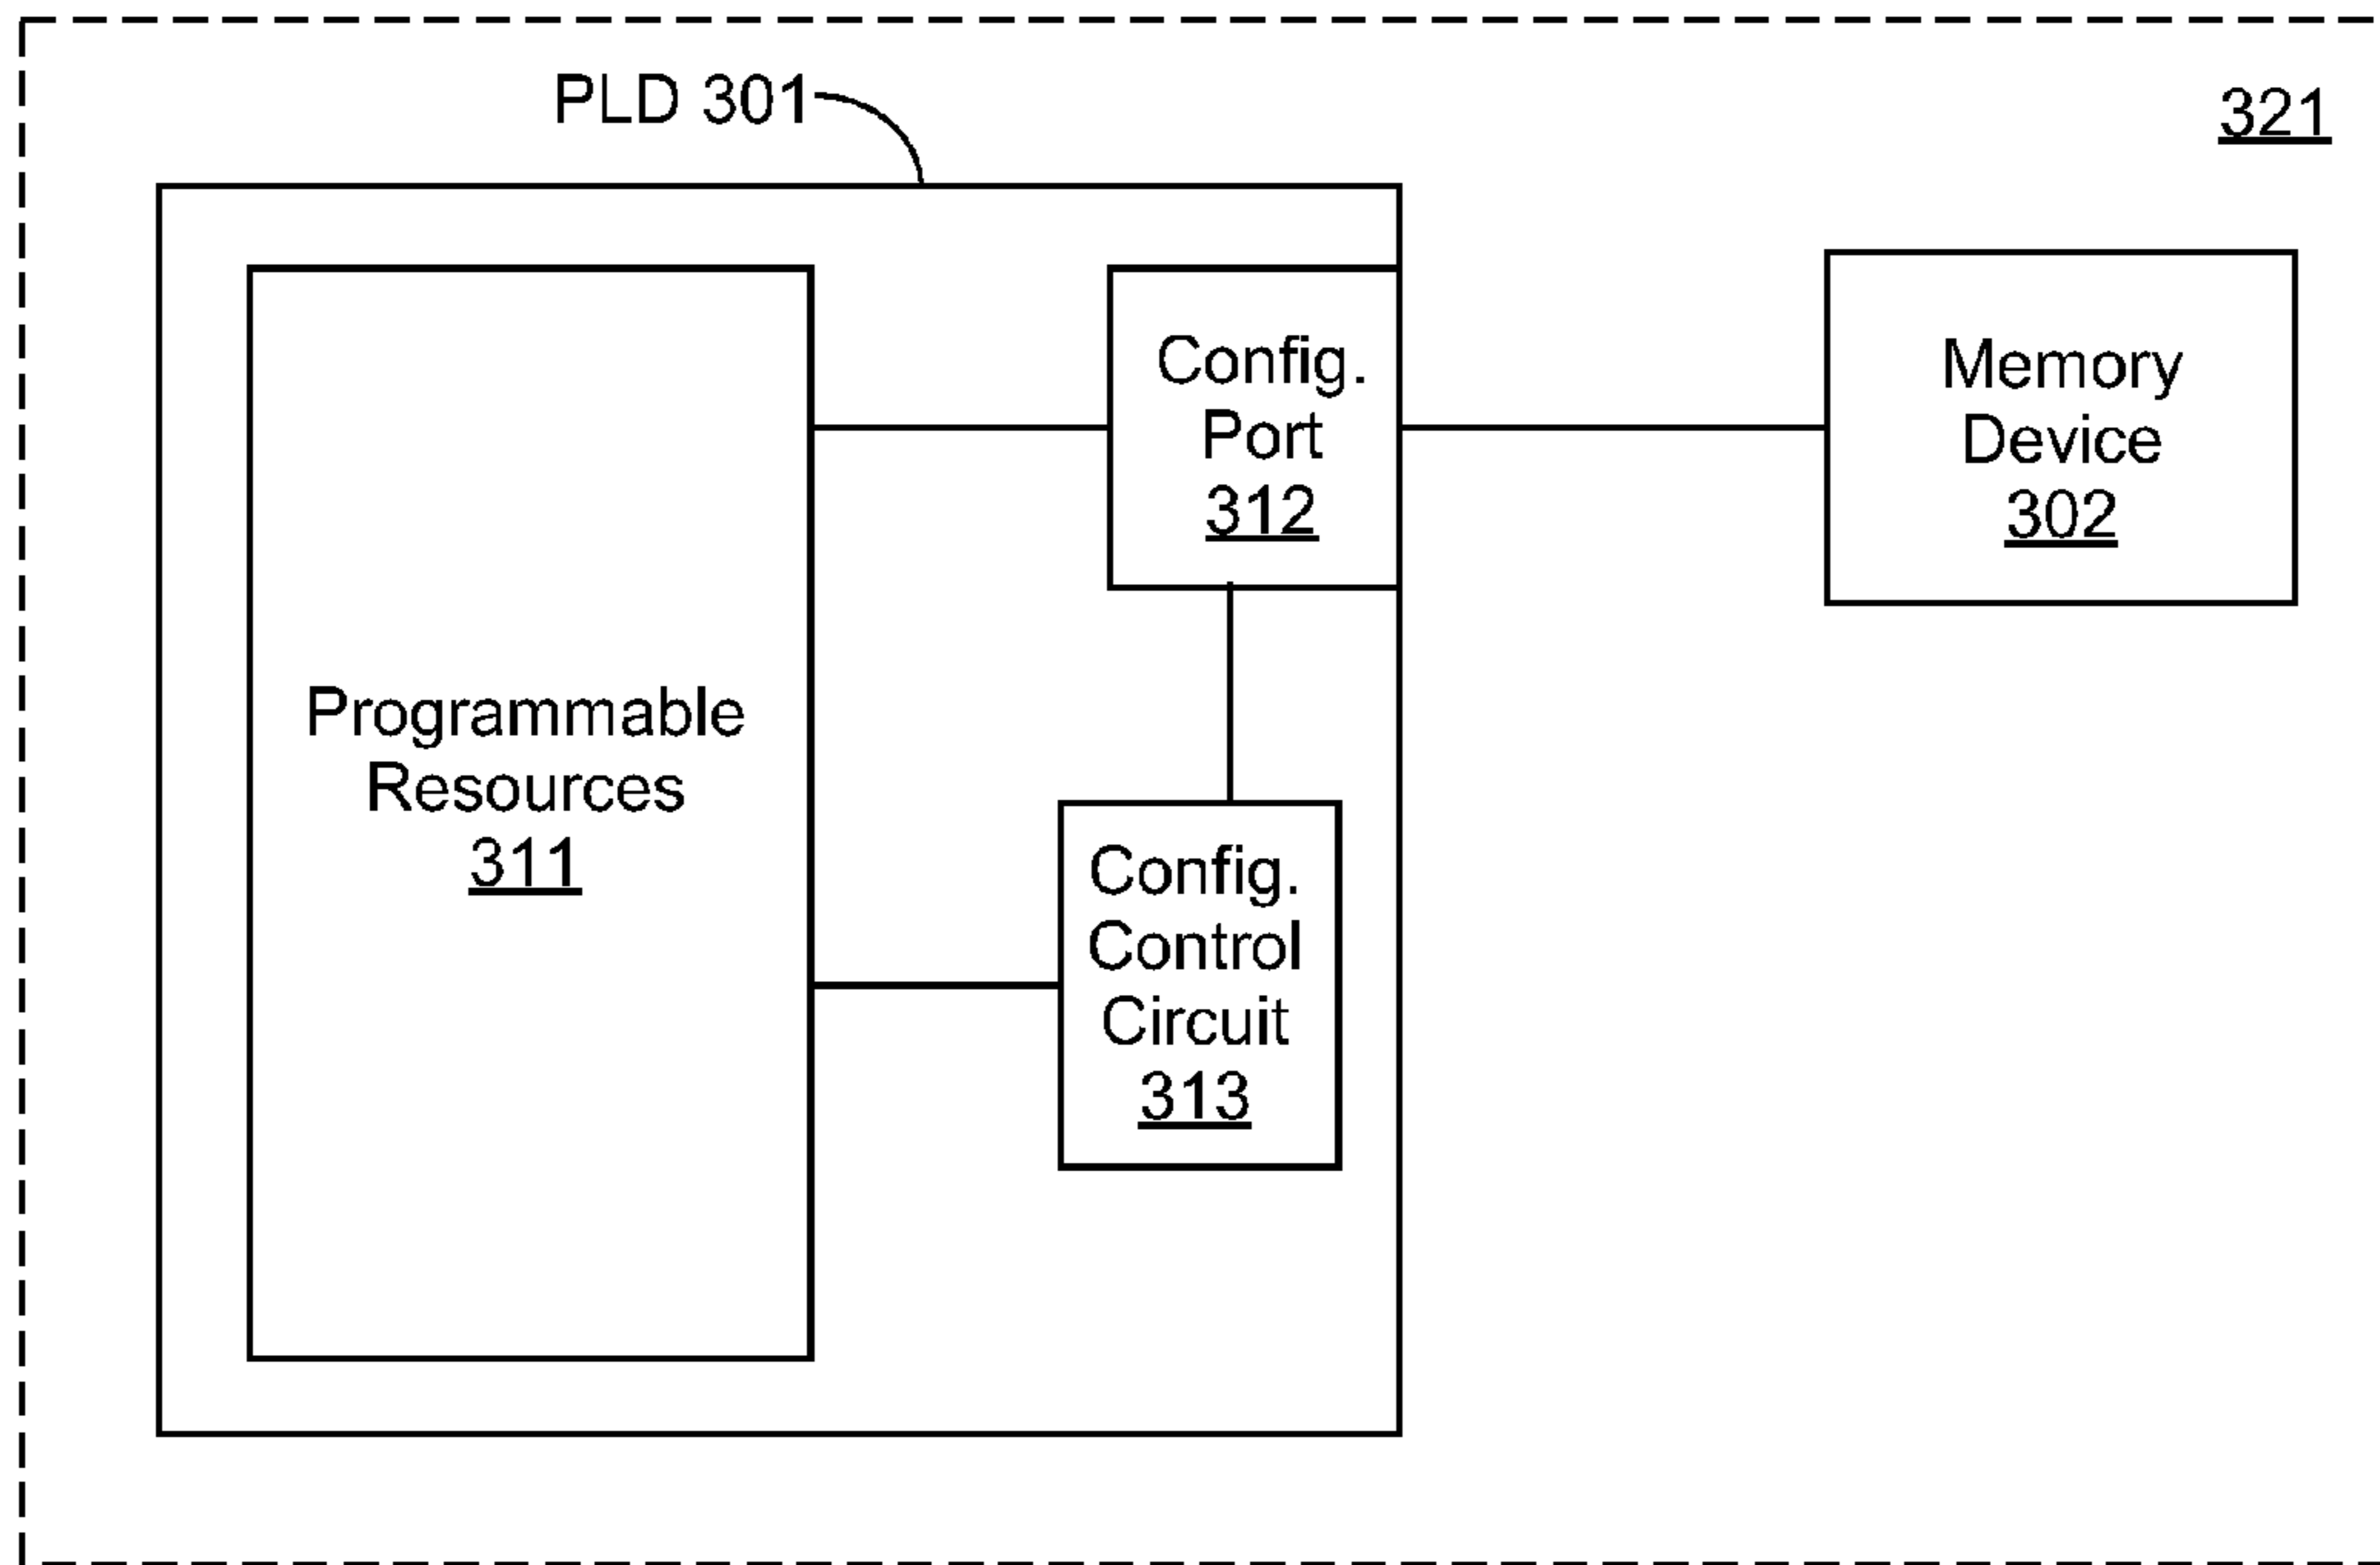 PLD 301
321
Config.
Port
312
Memory
Device
302
Programmable
Resources
311
Config.
Control
Circuit
313